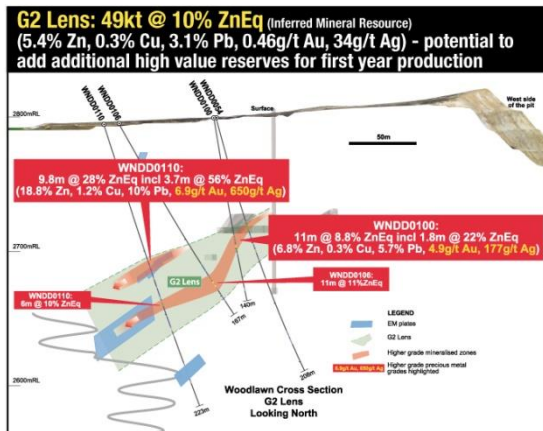 G2 Lens: 49kt @ 10% ZnEq (Inferred Mineral Resource)
(5.4% Zn, 0.3% Cu, 3.1% Pb, 0.46g/t Au, 34g/t Ag) - potential to
add additional high value reserves for first year production
WNDD0110
WNDD0106
WNDD0100
WNDD0054
Surface
West side
of the pit
2800mRL
50m
WNDD0110:
9.8m @ 28% ZnEq incl 3.7m @ 56% ZnEq
(18.8% Zn, 1.2% Cu, 10% Pb, 6.9g/t Au, 650g/t Ag)
WNDD0100:
11m @ 8.8% ZnEq incl 1.8m @ 22% ZnEq
(6.8% Zn, 0.3% Cu, 5.7% Pb, 4.9g/t Au, 177g/t Ag)
2700mRL
G2 Lens
WNDD0106:
11m @ 11%ZnEq
WNDD0110:
6m @ 10% ZnEq
140m
167m
LEGEND
EM plates
G2 Lens
Higher grade mineralised zones
Higher grade precious metal
grades highlighted
208m
2600mRL
223m
Woodlawn Cross Section
G2 Lens
Looking North